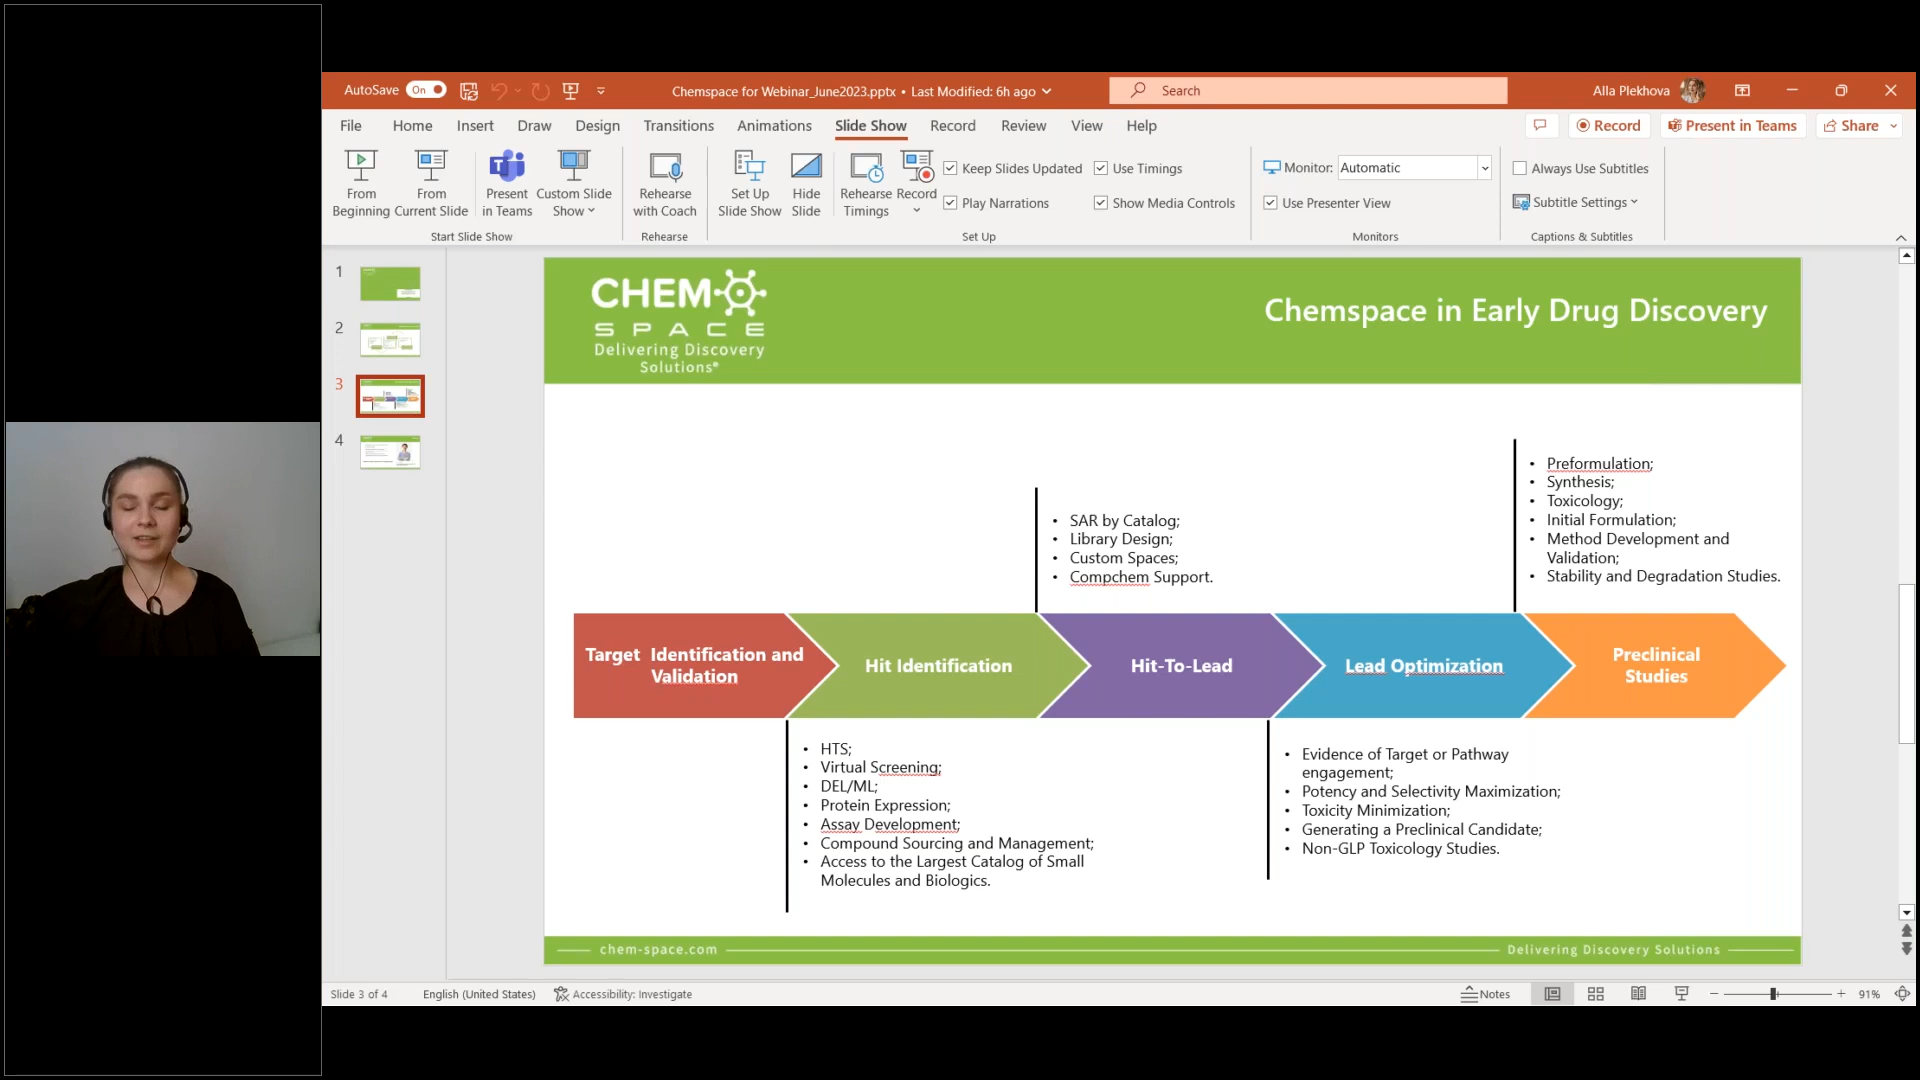 AutoSave On
Chemspace for Webinar_June2023.pptx • Last Modified: 6h ago
Search
Alla Plekhova
File Home Insert Draw Design Transitions Animations Slide Show Record Review View Help
Record Present in Teams Share
From Beginning
From Current Slide
Present in Teams
Custom Slide Show
Start Slide Show
Rehearse with Coach
Rehearse
Set Up Slide Show
Hide Slide
Rehearse Timings
Record
Keep Slides Updated
Play Narrations
Use Timings
Show Media Controls
Set Up
Monitor: Automatic
Use Presenter View
Monitors
Always Use Subtitles
Subtitle Settings
Captions & Subtitles
1
2
3
4
CHEM
SPACE
Delivering Discovery
Solutions®
Chemspace in Early Drug Discovery
• Preformulation;
• Synthesis;
• Toxicology;
• Initial Formulation;
• Method Development and
Validation;
• Stability and Degradation Studies.
• SAR by Catalog;
• Library Design;
• Custom Spaces;
• Compchem Support.
Target Identification and
Validation
Hit Identification
Hit-To-Lead
Lead Optimization
Preclinical
Studies
• HTS;
• Virtual Screening;
• DEL/ML;
• Protein Expression;
• Assay Development;
• Compound Sourcing and Management;
• Access to the Largest Catalog of Small
Molecules and Biologics.
• Evidence of Target or Pathway
engagement;
• Potency and Selectivity Maximization;
• Toxicity Minimization;
• Generating a Preclinical Candidate;
• Non-GLP Toxicology Studies.
chem-space.com
Delivering Discovery Solutions
Slide 3 of 4 English (United States) Accessibility: Investigate
Notes
91%